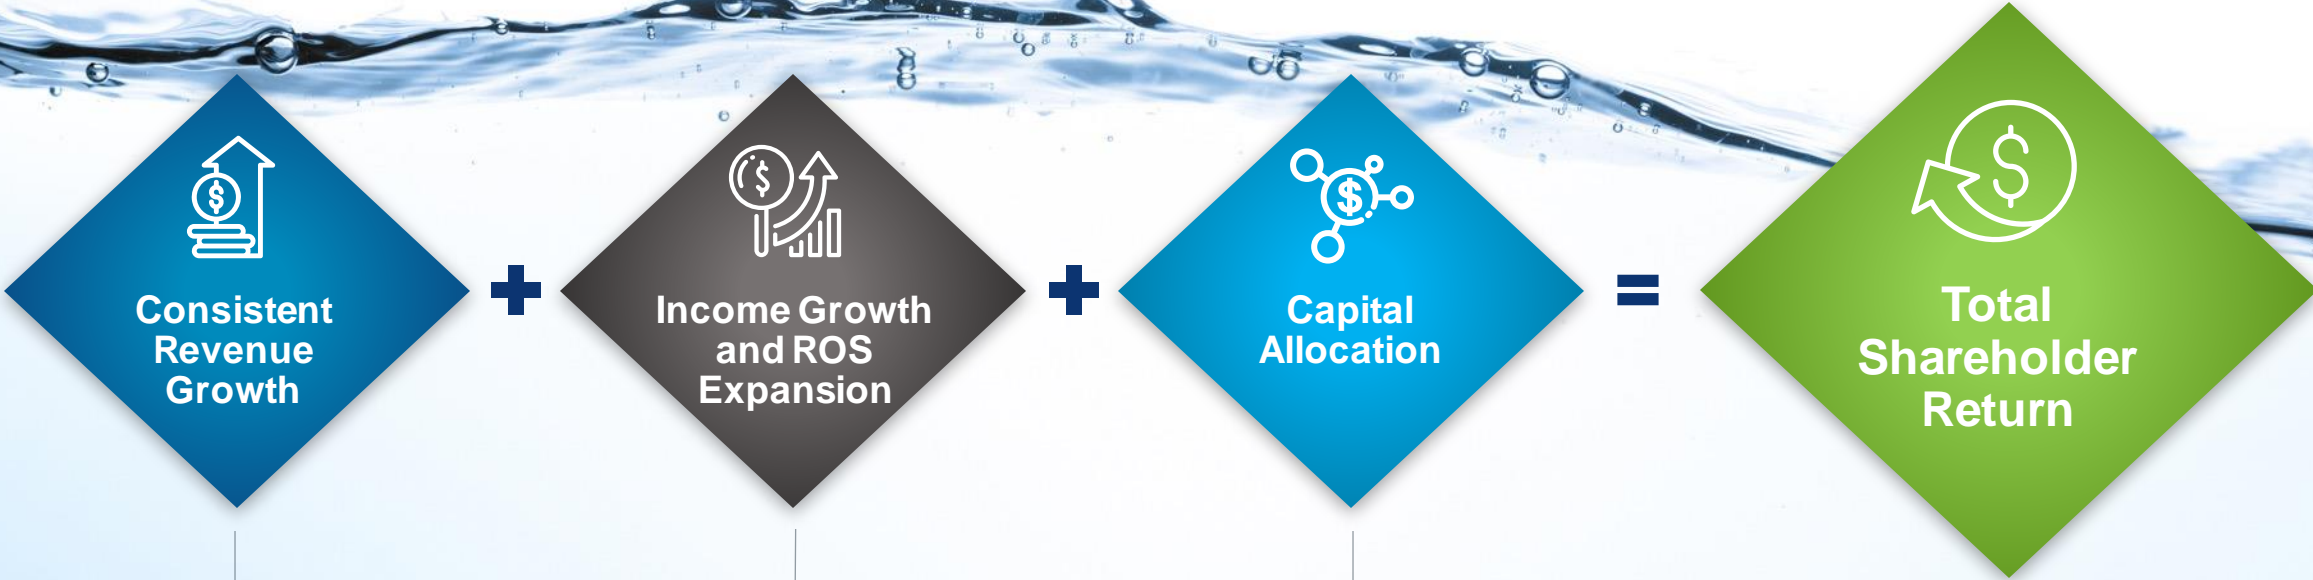 Consistent
Revenue
Growth
+
Income Growth
and ROS
Expansion
+
Capital
Allocation
=
Total
Shareholder
Return